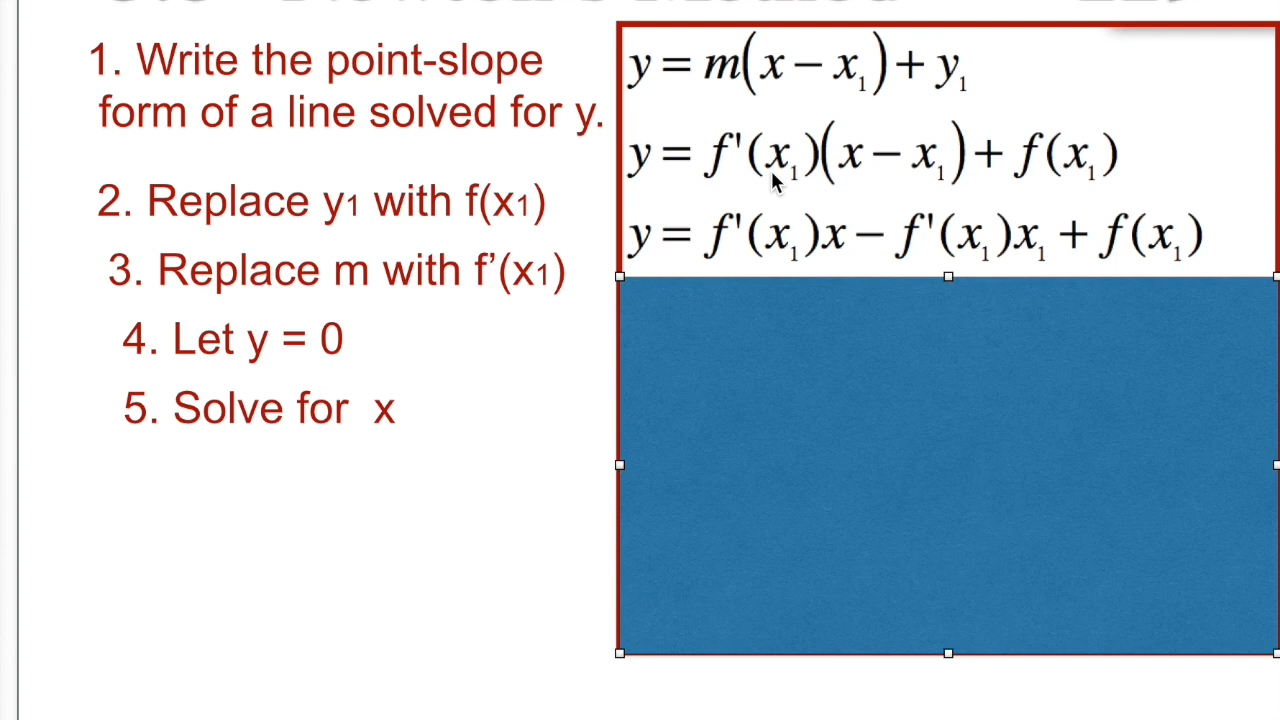 1. Write the point-slope
form of a line solved for y.
2. Replace y₁ with f(x₁)
3. Replace m with f’(x₁)
4. Let y = 0
5. Solve for x
y = m(x − x₁) + y₁
y = f'(x₁)(x − x₁) + f(x₁)
y = f'(x₁)x − f'(x₁)x₁ + f(x₁)